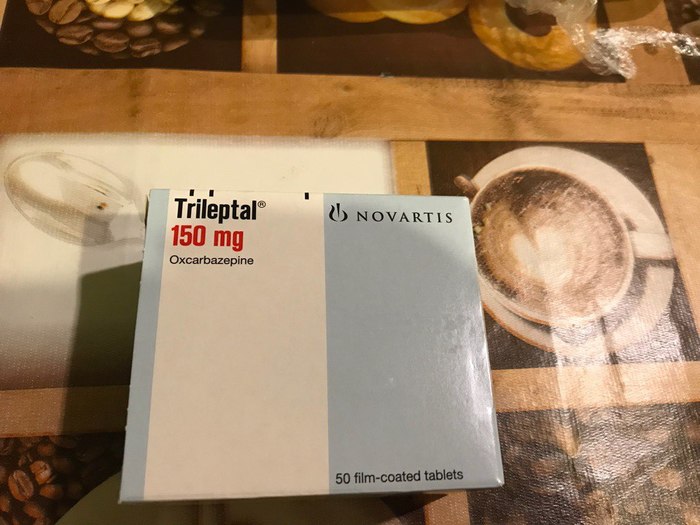 Trileptal®
150 mg
Oxcarbazepine
NOVARTIS
50 film-coated tablets